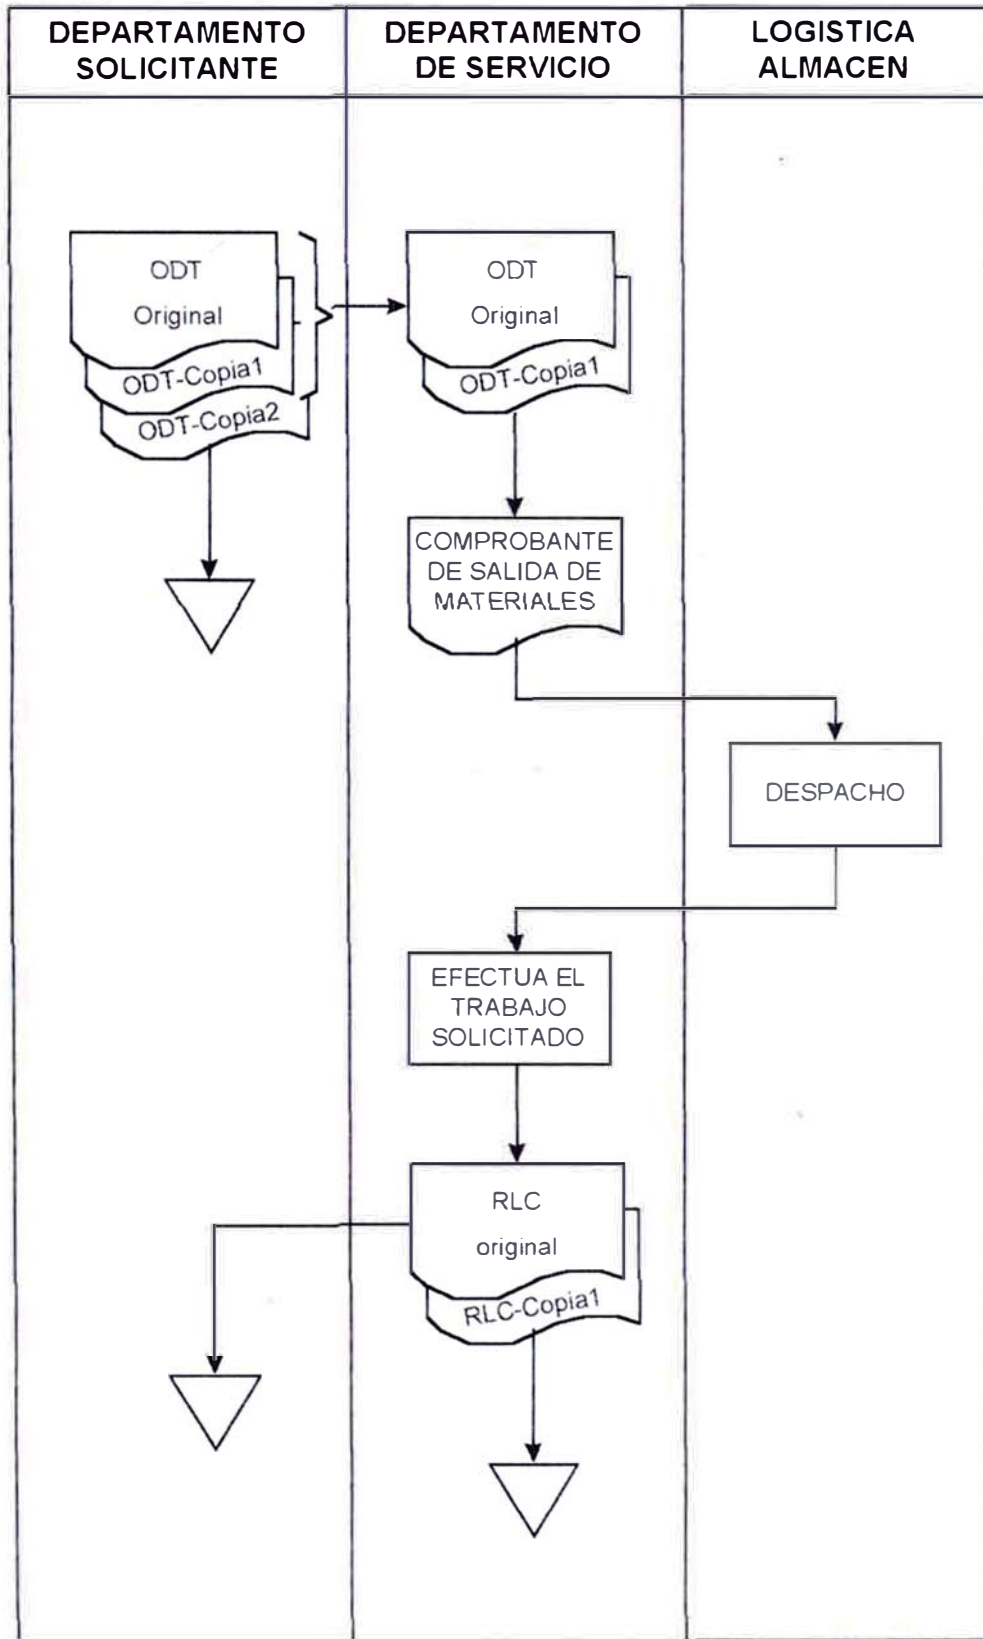 DEPARTAMENTO
SOLICITANTE
DEPARTAMENTO
DE SERVICIO
LOGISTICA
ALMACEN
ODT
Original
ODT-Copia1
ODT-Copia2
ODT
Original
ODT-Copia1
COMPROBANTE
DE SALIDA DE
MATERIALES
DESPACHO
EFECTUA EL
TRABAJO
SOLICITADO
RLC
original
RLC-Copia1